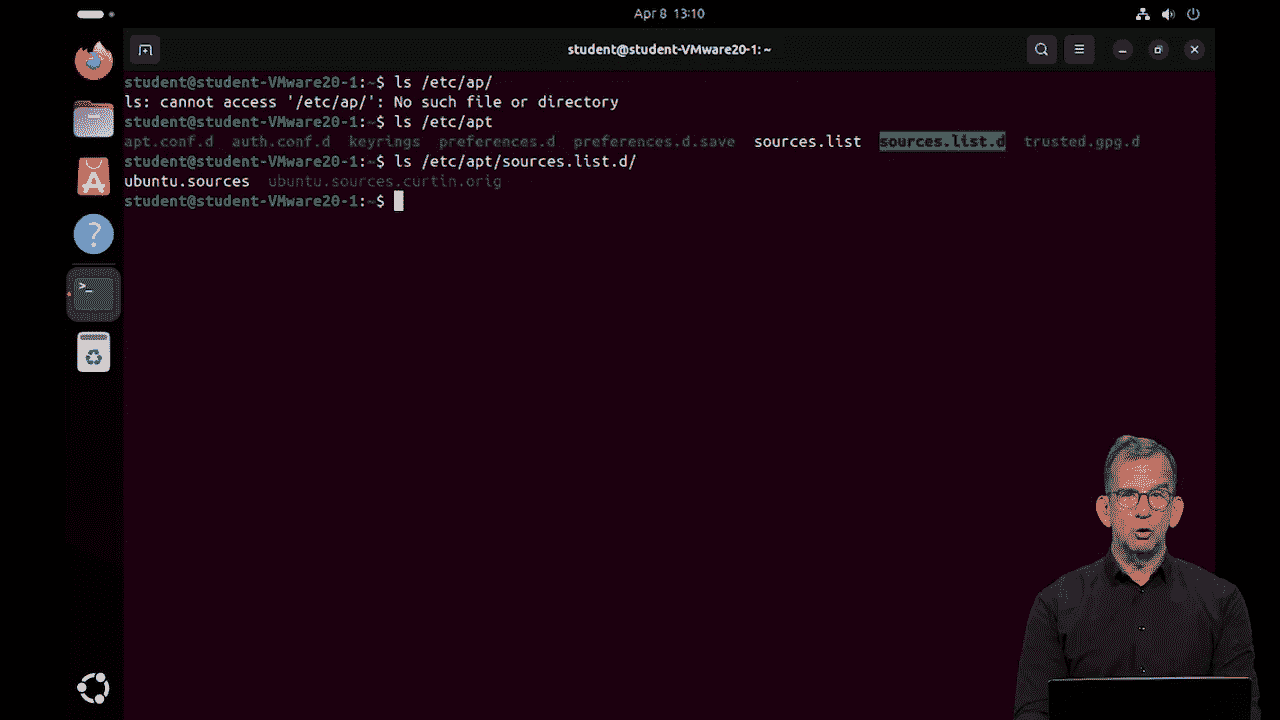 Apr 8 13:10
student@student-VMware20-1: ~
student@student-VMware20-1:~$ ls /etc/ap/
ls: cannot access '/etc/ap/': No such file or directory
student@student-VMware20-1:~$ ls /etc/apt
apt.conf.d auth.conf.d keyrings preferences.d preferences.d.save sources.list sources.list.d trusted.gpg.d
student@student-VMware20-1:~$ ls /etc/apt/sources.list.d/
ubuntu.sources ubuntu.sources.curtin.orig
student@student-VMware20-1:~$